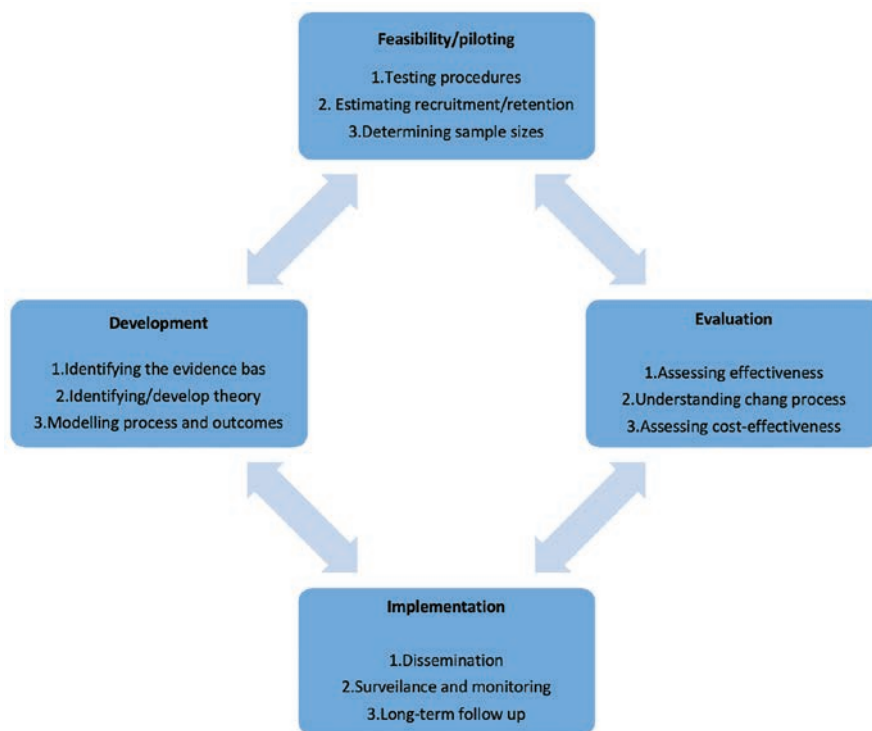 Feasibility/piloting
1.Testing procedures
2. Estimating recruitment/retention
3.Determining sample sizes
Development
1.Identifying the evidence bas
2.Identifying/develop theory
3.Modelling process and outcomes
Evaluation
1.Assessing effectiveness
2.Understanding chang process
3.Assessing cost-effectiveness
Implementation
1.Dissemination
2.Surveilance and monitoring
3.Long-term follow up